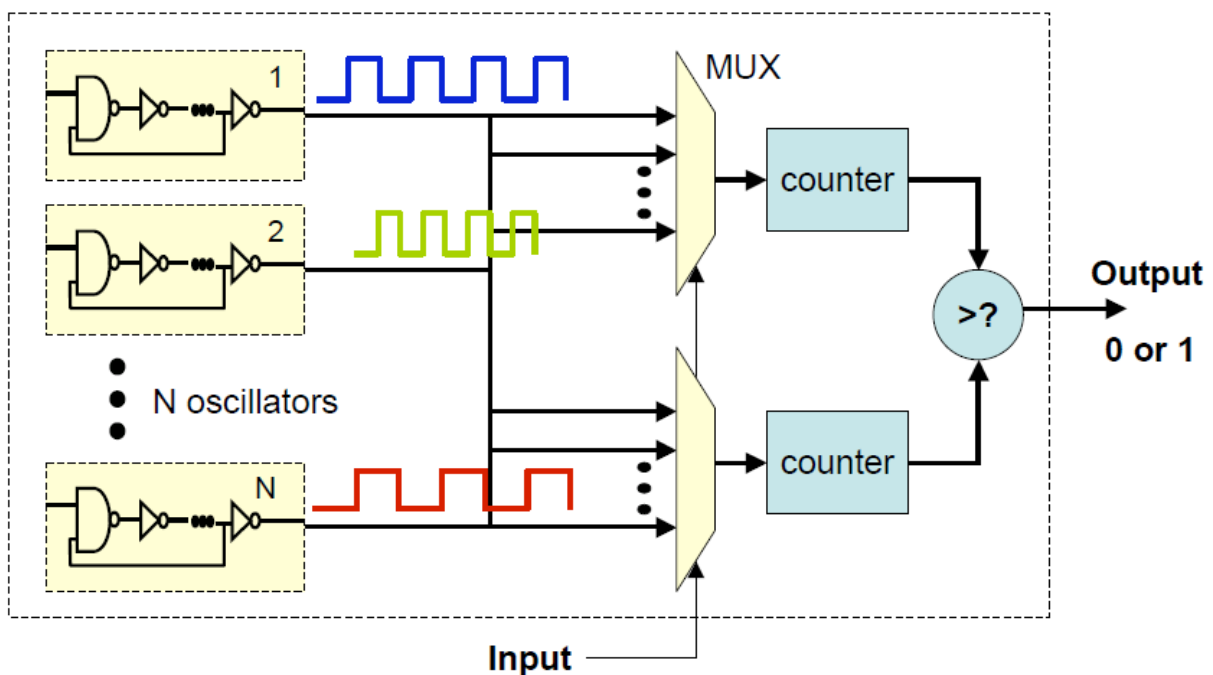 1
MUX
counter
2
Output
>?
0 or 1
N oscillators
counter
N
Input